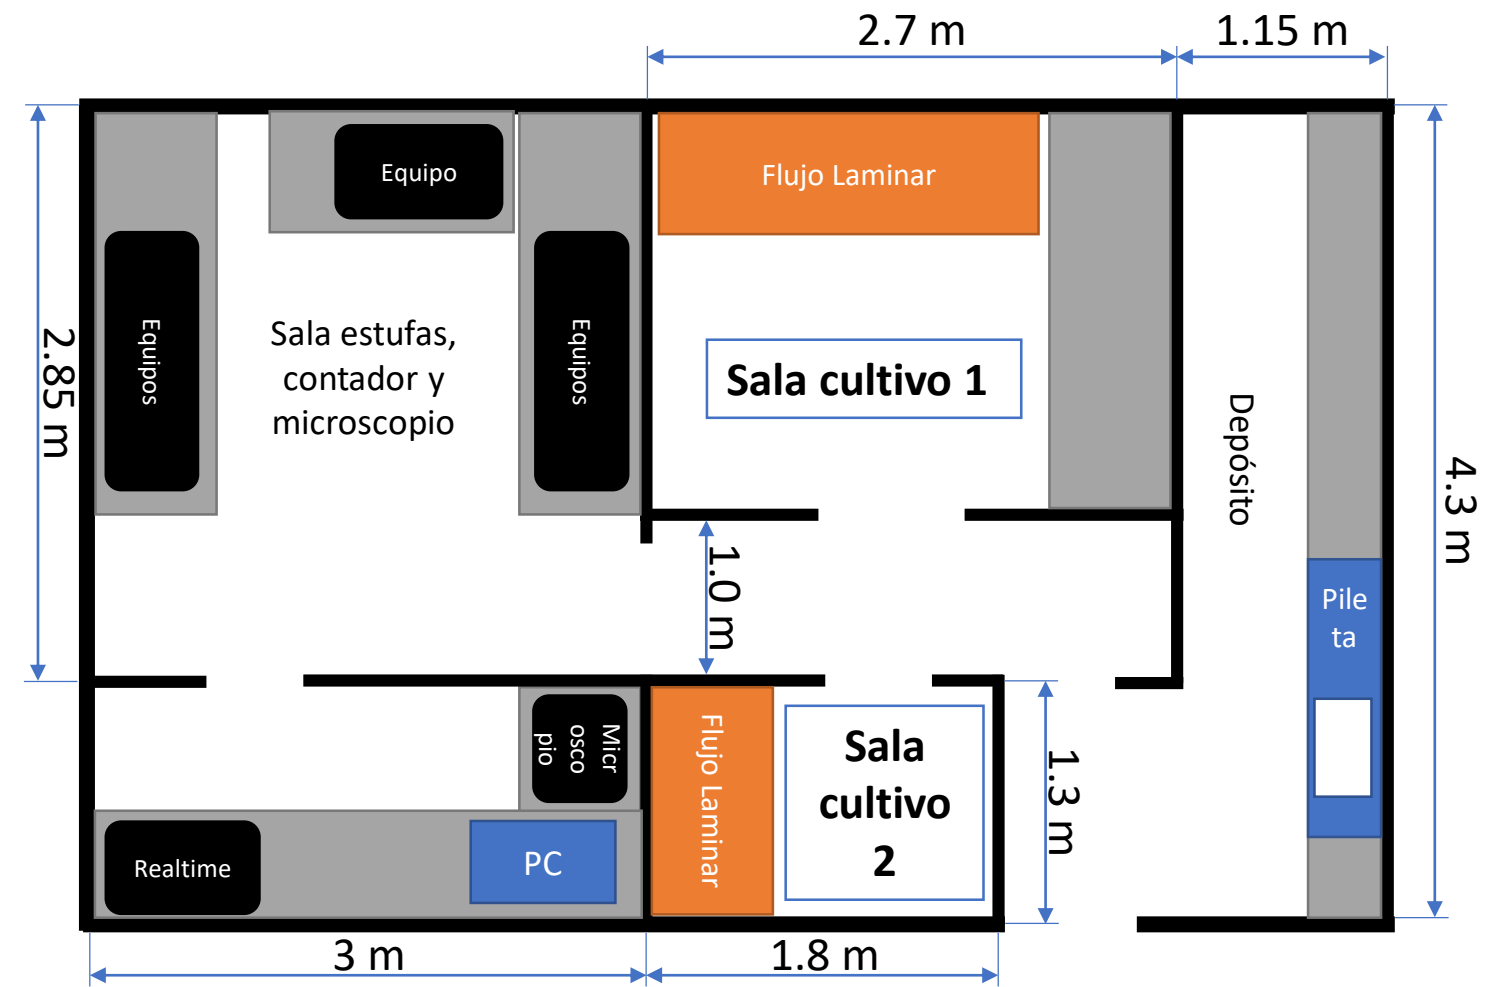 2.7 m
1.15 m
Equipo
Flujo Laminar
Equipos
Equipos
Sala estufas,
contador y
microscopio
2.85 m
Sala cultivo 1
Depósito
4.3 m
1.0 m
Pile
ta
Micr
osco
pio
Flujo Laminar
Sala
cultivo
2
1.3 m
Realtime
PC
3 m
1.8 m